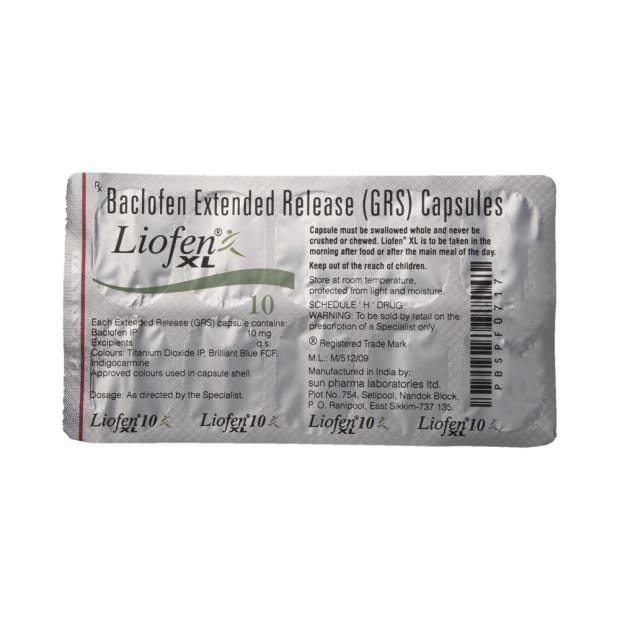 Rx
Baclofen Extended Release (GRS) Capsules
Liofen® XL
10
Each Extended Release (GRS) capsule contains:
Baclofen IP 10 mg
Excipients q.s.
Colours: Titanium Dioxide IP, Brilliant Blue FCF,
Indigocarmine
Approved colours used in capsule shell.
Dosage: As directed by the Specialist.
Capsule must be swallowed whole and never be
crushed or chewed. Liofen® XL is to be taken in the
morning after food or after the main meal of the day.
Keep out of the reach of children.
Store at room temperature,
protected from light and moisture.
SCHEDULE 'H' DRUG
WARNING: To be sold by retail on the
prescription of a Specialist only.
® Registered Trade Mark
M.L.: M/512/09
Manufactured in India by:
sun pharma laboratories ltd.
Plot No. 754, Setipool, Nandok Block,
P. O. Ranipool, East Sikkim-737 135.
PBSPF0717
Liofen® XL 10 Liofen® XL 10 Liofen® XL 10 Liofen® XL 10